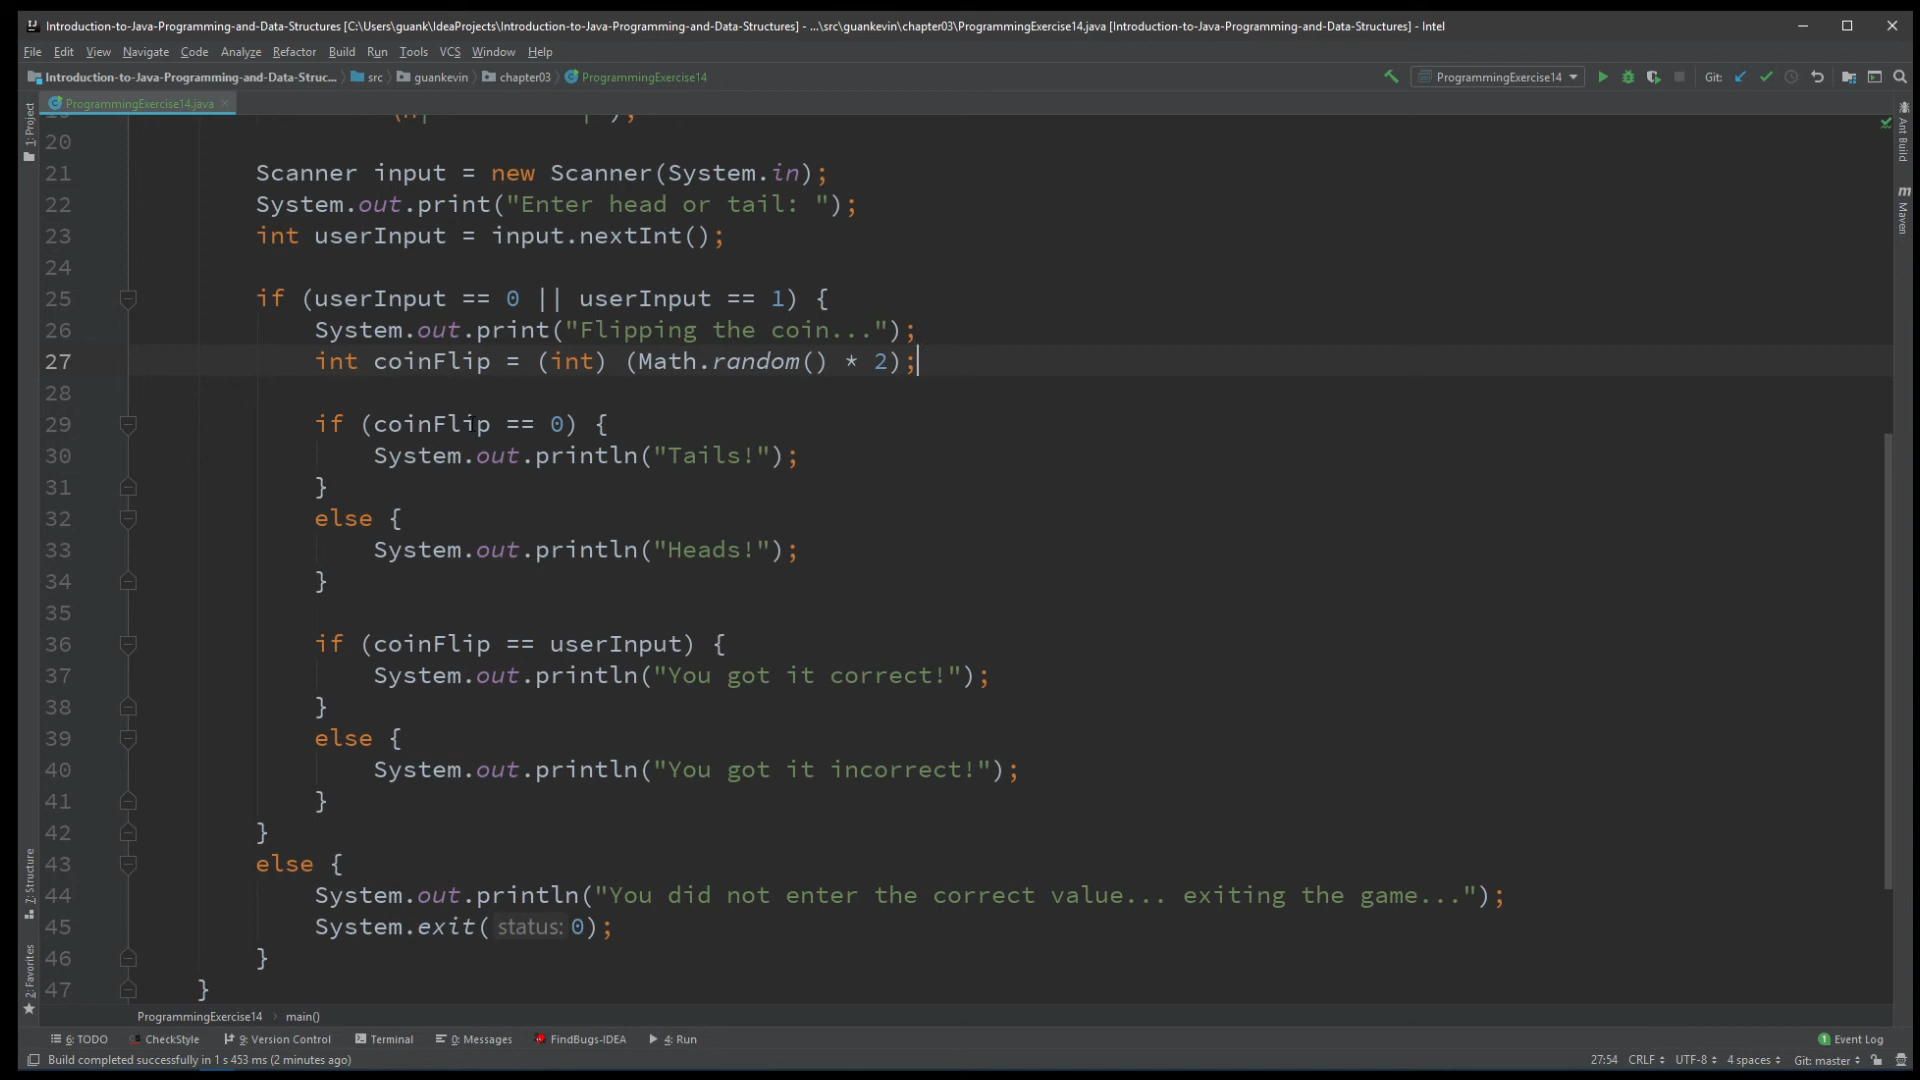 Introduction-to-Java-Programming-and-Data-Structures [C:\Users\guank\IdeaProjects\Introduction-to-Java-Programming-and-Data-Structures] - ...\src\guankevin\chapter03\ProgrammingExercise14.java [Introduction-to-Java-Programming-and-Data-Structures] - Intel
File Edit View Navigate Code Analyze Refactor Build Run Tools VCS Window Help
Introduction-to-Java-Programming-and-Data-Struc... src guankevin chapter03 ProgrammingExercise14 ProgrammingExercise14 Git:
ProgrammingExercise14.java
1: Project
Ant Build
Maven
20
21 Scanner input = new Scanner(System.in);
22 System.out.print("Enter head or tail: ");
23 int userInput = input.nextInt();
24
25 if (userInput == 0 || userInput == 1) {
26 System.out.print("Flipping the coin...");
27 int coinFlip = (int) (Math.random() * 2);
28
29 if (coinFlip == 0) {
30 System.out.println("Tails!");
31 }
32 else {
33 System.out.println("Heads!");
34 }
35
36 if (coinFlip == userInput) {
37 System.out.println("You got it correct!");
38 }
39 else {
40 System.out.println("You got it incorrect!");
41 }
42 }
43 else {
44 System.out.println("You did not enter the correct value... exiting the game...");
45 System.exit( status: 0);
46 }
47 }
7: Structure
2: Favorites
ProgrammingExercise14 main()
6: TODO CheckStyle 9: Version Control Terminal 0: Messages FindBugs-IDEA 4: Run 1 Event Log
Build completed successfully in 1 s 453 ms (2 minutes ago) 27:54 CRLF UTF-8 4 spaces Git: master